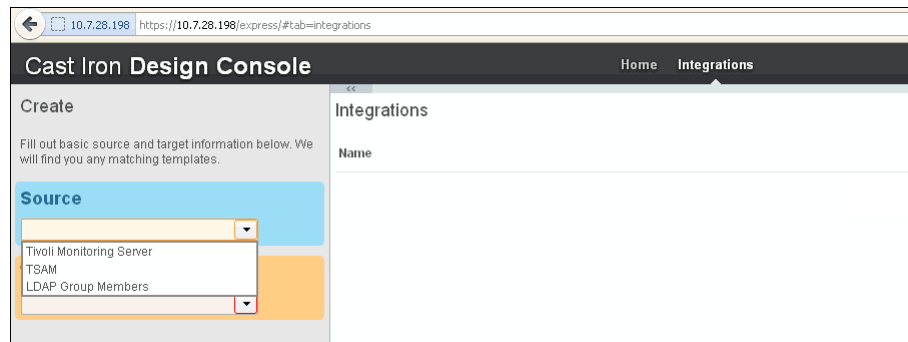 10.7.28.198 https://10.7.28.198/express/#tab=integrations
Cast Iron Design Console
Home Integrations
<<
Create
Fill out basic source and target information below. We
will find you any matching templates.
Source
Tivoli Monitoring Server
TSAM
LDAP Group Members
Integrations
Name